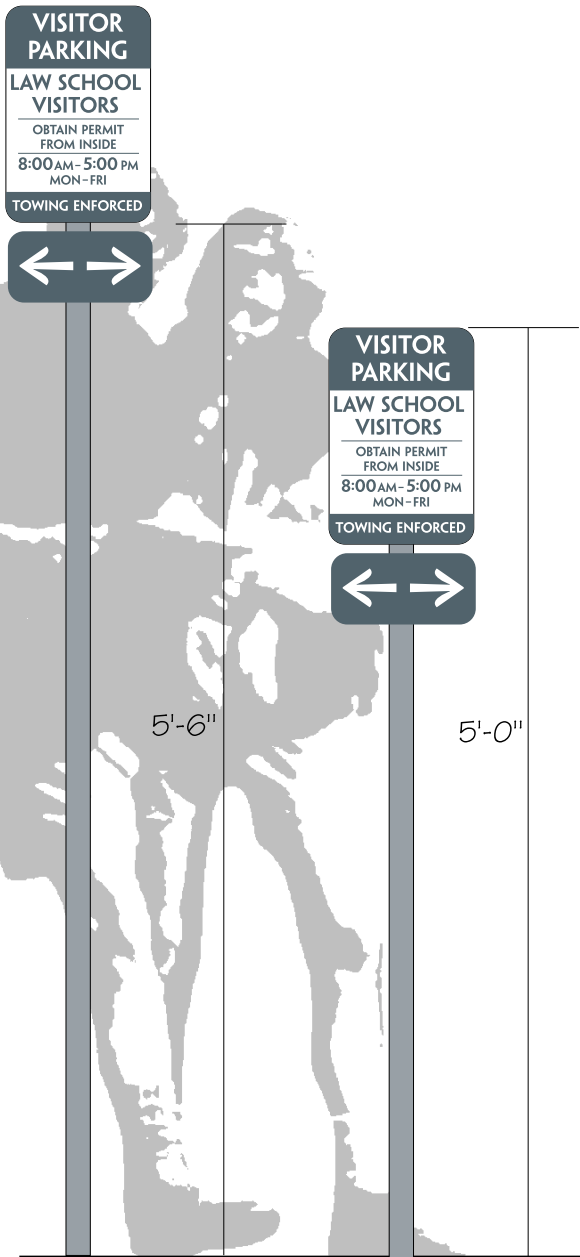 VISITOR
PARKING
LAW SCHOOL
VISITORS
OBTAIN PERMIT
FROM INSIDE
8:00AM-5:00 PM
MON-FRI
TOWING ENFORCED
VISITOR
PARKING
LAW SCHOOL
VISITORS
OBTAIN PERMIT
FROM INSIDE
8:00AM-5:00 PM
MON-FRI
TOWING ENFORCED
5'-6"
5'-0"